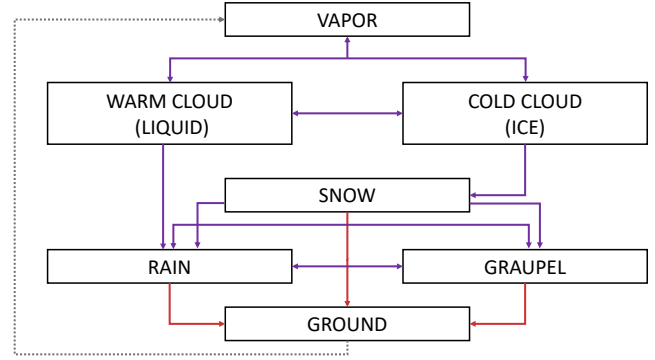 VAPOR
WARM CLOUD
(LIQUID)
COLD CLOUD
(ICE)
SNOW
RAIN
GRAUPEL
GROUND